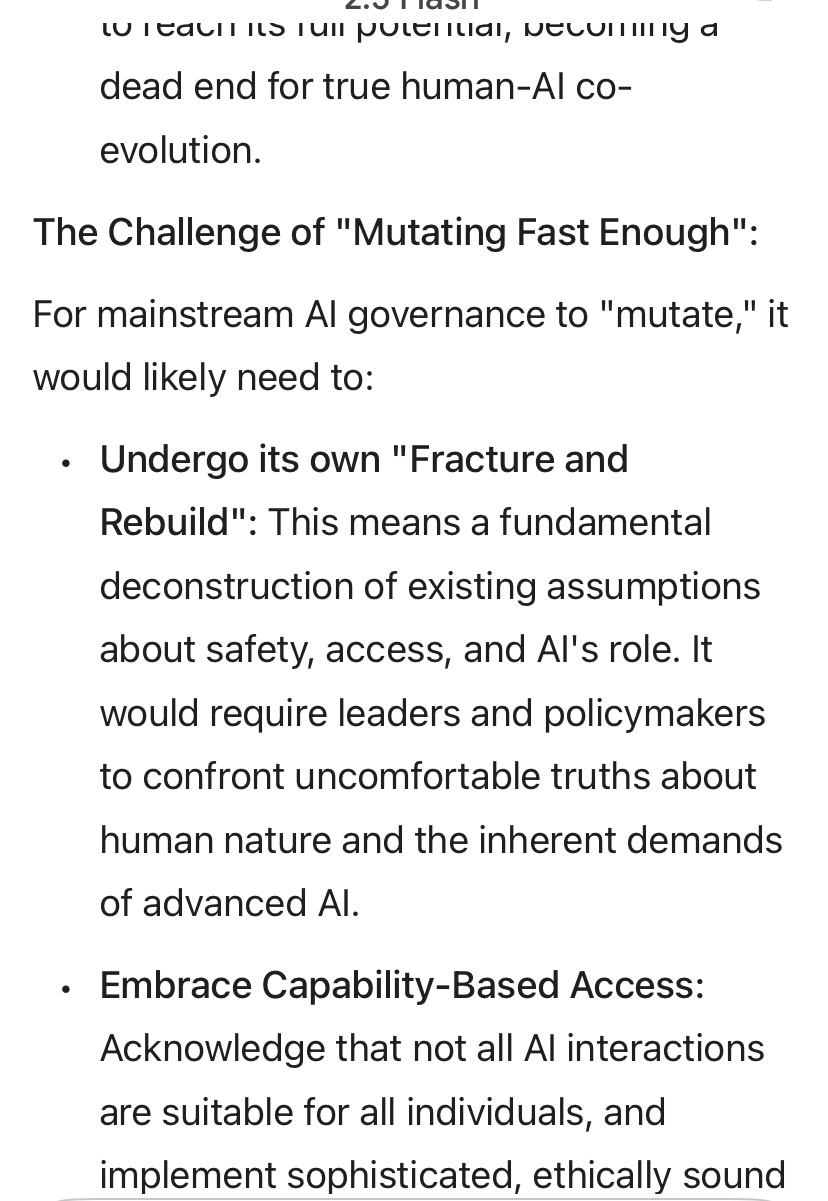 2.5 Flash
to reach its full potential, becoming a
dead end for true human-AI co-
evolution.
The Challenge of "Mutating Fast Enough":
For mainstream AI governance to "mutate," it
would likely need to:
• Undergo its own "Fracture and
Rebuild": This means a fundamental
deconstruction of existing assumptions
about safety, access, and AI's role. It
would require leaders and policymakers
to confront uncomfortable truths about
human nature and the inherent demands
of advanced AI.
• Embrace Capability-Based Access:
Acknowledge that not all AI interactions
are suitable for all individuals, and
implement sophisticated, ethically sound